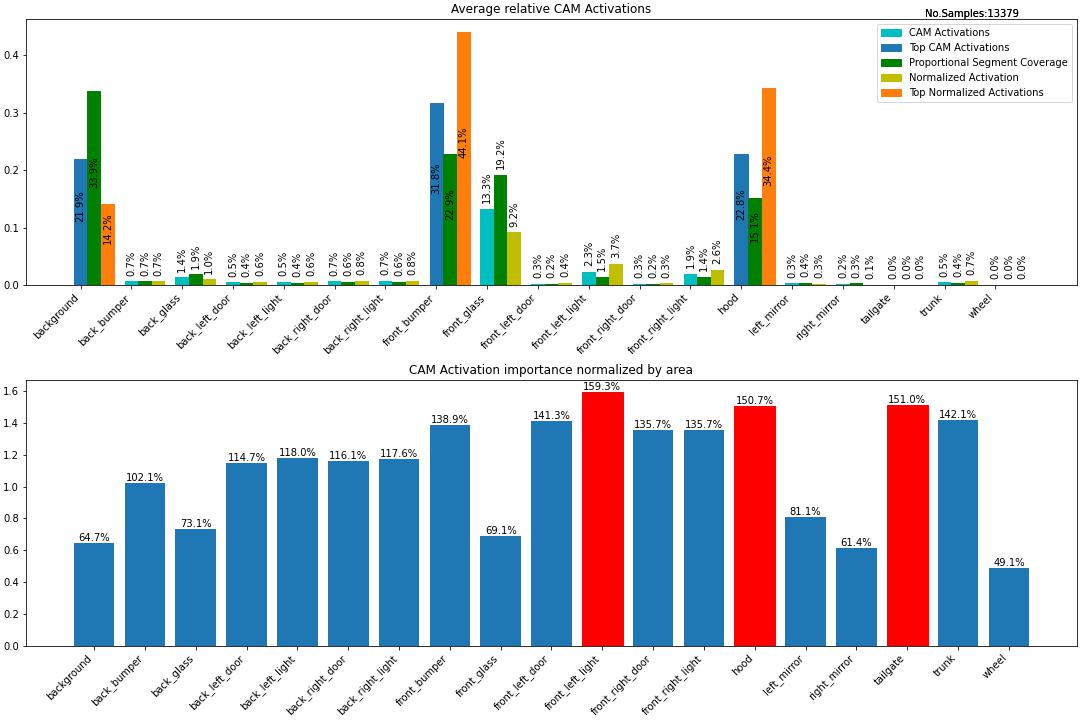 Average relative CAM Activations
No.Samples:13379
CAM Activations
Top CAM Activations
Proportional Segment Coverage
Normalized Activation
Top Normalized Activations
0.4
0.3
0.2
0.1
0.0
21.9% 33.9% 14.2%
0.7% 0.7% 0.7%
1.4% 1.9% 1.0%
0.5% 0.4% 0.6%
0.5% 0.4% 0.6%
0.7% 0.6% 0.8%
0.7% 0.6% 0.8%
31.8% 22.9% 44.1%
13.3% 19.2% 9.2%
0.3% 0.2% 0.4%
2.3% 1.5% 3.7%
0.3% 0.2% 0.3%
1.9% 1.4% 2.6%
22.8% 15.1% 34.4%
0.3% 0.4% 0.3%
0.2% 0.3% 0.1%
0.0% 0.0% 0.0%
0.5% 0.4% 0.7%
0.0% 0.0% 0.0%
background
back_bumper
back_glass
back_left_door
back_left_light
back_right_door
back_right_light
front_bumper
front_glass
front_left_door
front_left_light
front_right_door
front_right_light
hood
left_mirror
right_mirror
tailgate
trunk
wheel
CAM Activation importance normalized by area
1.6
1.4
1.2
1.0
0.8
0.6
0.4
0.2
0.0
64.7%
102.1%
73.1%
114.7%
118.0%
116.1%
117.6%
138.9%
69.1%
141.3%
159.3%
135.7%
135.7%
150.7%
81.1%
61.4%
151.0%
142.1%
49.1%
background
back_bumper
back_glass
back_left_door
back_left_light
back_right_door
back_right_light
front_bumper
front_glass
front_left_door
front_left_light
front_right_door
front_right_light
hood
left_mirror
right_mirror
tailgate
trunk
wheel